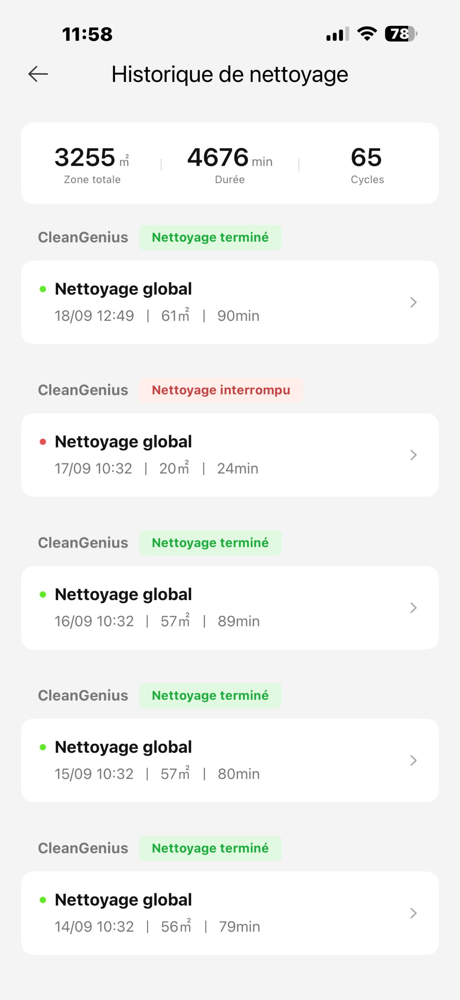 11:58 78
Historique de nettoyage
3255 ㎡ 4676 min 65
Zone totale Durée Cycles
CleanGenius Nettoyage terminé
Nettoyage global
18/09 12:49 | 61㎡ | 90min
CleanGenius Nettoyage interrompu
Nettoyage global
17/09 10:32 | 20㎡ | 24min
CleanGenius Nettoyage terminé
Nettoyage global
16/09 10:32 | 57㎡ | 89min
CleanGenius Nettoyage terminé
Nettoyage global
15/09 10:32 | 57㎡ | 80min
CleanGenius Nettoyage terminé
Nettoyage global
14/09 10:32 | 56㎡ | 79min